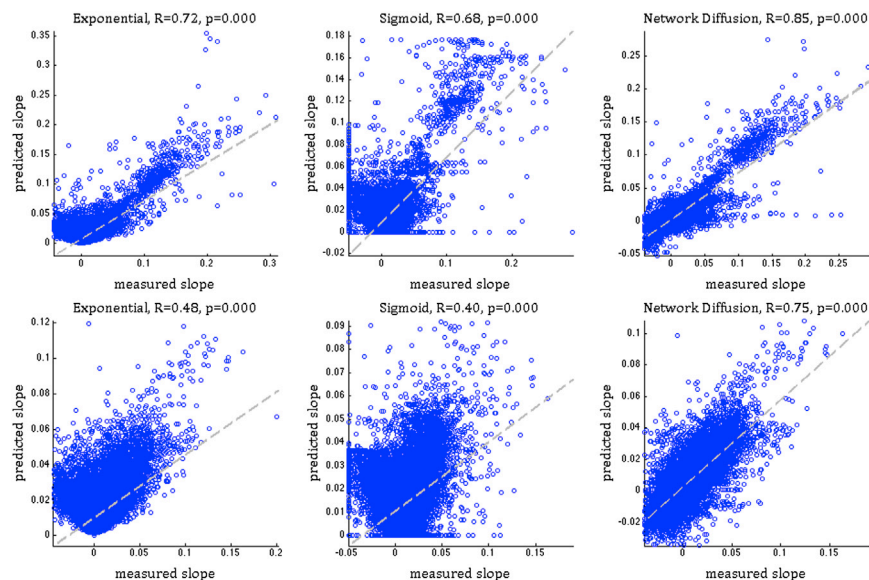 Exponential, R=0.72, p=0.000
0.35
0.3
0.25
0.2
0.15
0.1
0.05
0
0 0.1 0.2 0.3
predicted slope
measured slope
Sigmoid, R=0.68, p=0.000
0.18
0.16
0.14
0.12
0.10
0.08
0.06
0.04
0.02
0
-0.02
0 0.1 0.2
predicted slope
measured slope
Network Diffusion, R=0.85, p=0.000
0.25
0.2
0.15
0.1
0.05
0
-0.05
0 0.05 0.1 0.15 0.2 0.25
predicted slope
measured slope
Exponential, R=0.48, p=0.000
0.12
0.1
0.08
0.06
0.04
0.02
0
0 0.05 0.1 0.15 0.2
predicted slope
measured slope
Sigmoid, R=0.40, p=0.000
0.09
0.08
0.07
0.06
0.05
0.04
0.03
0.02
0.01
0
-0.05 0 0.05 0.1 0.15
predicted slope
measured slope
Network Diffusion, R=0.75, p=0.000
0.1
0.08
0.06
0.04
0.02
0
-0.02
0 0.05 0.1 0.15
predicted slope
measured slope